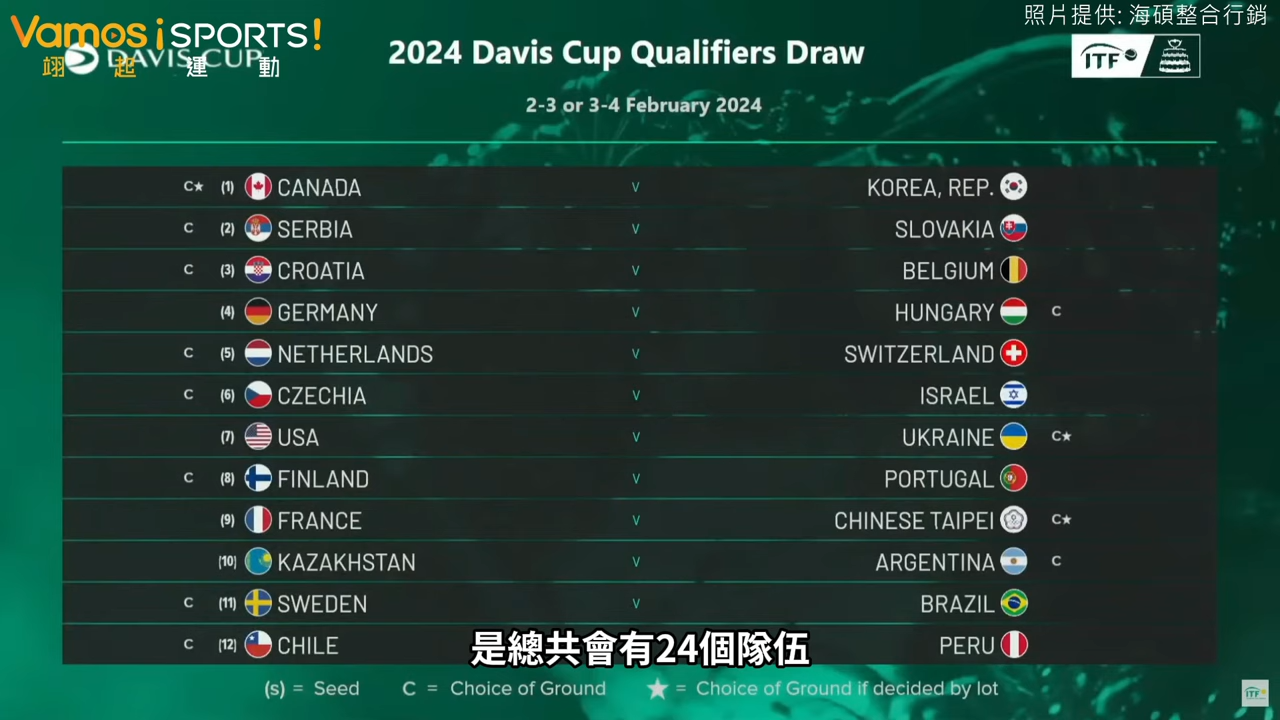 Vamos iSPORTS!
照片提供: 海碩整合行銷
DAVIS CUP
翊起運動
2024 Davis Cup Qualifiers Draw
ITF
2-3 or 3-4 February 2024
C★ (1) CANADA V KOREA, REP.
C (2) SERBIA V SLOVAKIA
C (3) CROATIA V BELGIUM
(4) GERMANY V HUNGARY C
C (5) NETHERLANDS V SWITZERLAND
C (6) CZECHIA V ISRAEL
(7) USA V UKRAINE C★
C (8) FINLAND V PORTUGAL
(9) FRANCE V CHINESE TAIPEI C★
(10) KAZAKHSTAN V ARGENTINA C
C (11) SWEDEN V BRAZIL
C (12) CHILE PERU
是總共會有24個隊伍
(s) = Seed C = Choice of Ground ★ = Choice of Ground if decided by lot
ITF